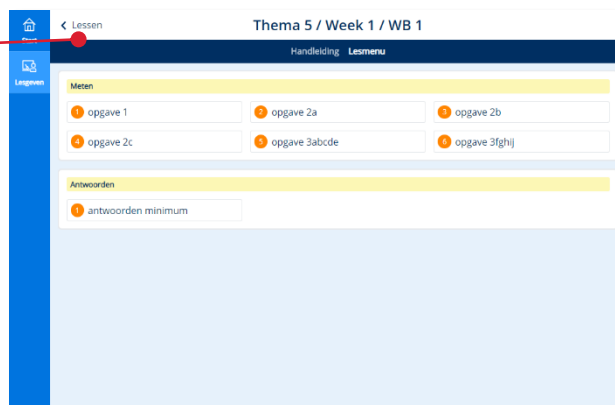 Lessen
Thema 5 / Week 1 / WB 1
Start
Handleiding Lesmenu
Lesgeven
Meten
1 opgave 1
2 opgave 2a
3 opgave 2b
4 opgave 2c
5 opgave 3abcde
6 opgave 3fghij
Antwoorden
1 antwoorden minimum